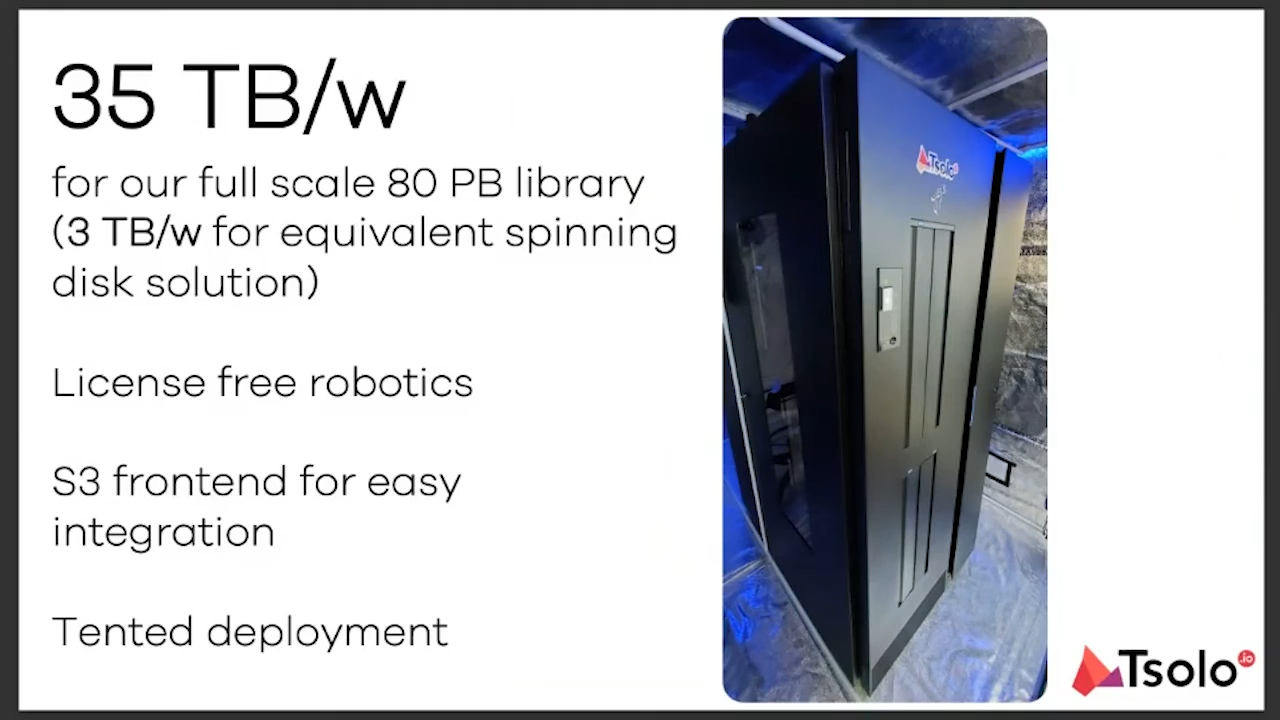 35 TB/w
for our full scale 80 PB library
(3 TB/w for equivalent spinning
disk solution)
License free robotics
S3 frontend for easy
integration
Tented deployment
Tsolo
Tsolo.io